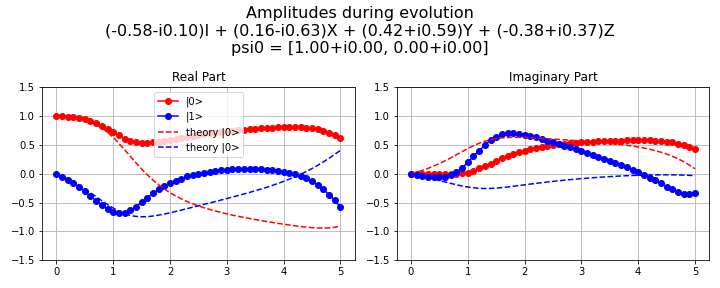 Amplitudes during evolution
(-0.58-i0.10)I + (0.16-i0.63)X + (0.42+i0.59)Y + (-0.38+i0.37)Z
psi0 = [1.00+i0.00, 0.00+i0.00]
Real Part
1.5
1.0
0.5
0.0
−0.5
−1.0
−1.5
0 1 2 3 4 5
|0>
|1>
theory |0>
theory |0>
Imaginary Part
1.5
1.0
0.5
0.0
−0.5
−1.0
−1.5
0 1 2 3 4 5